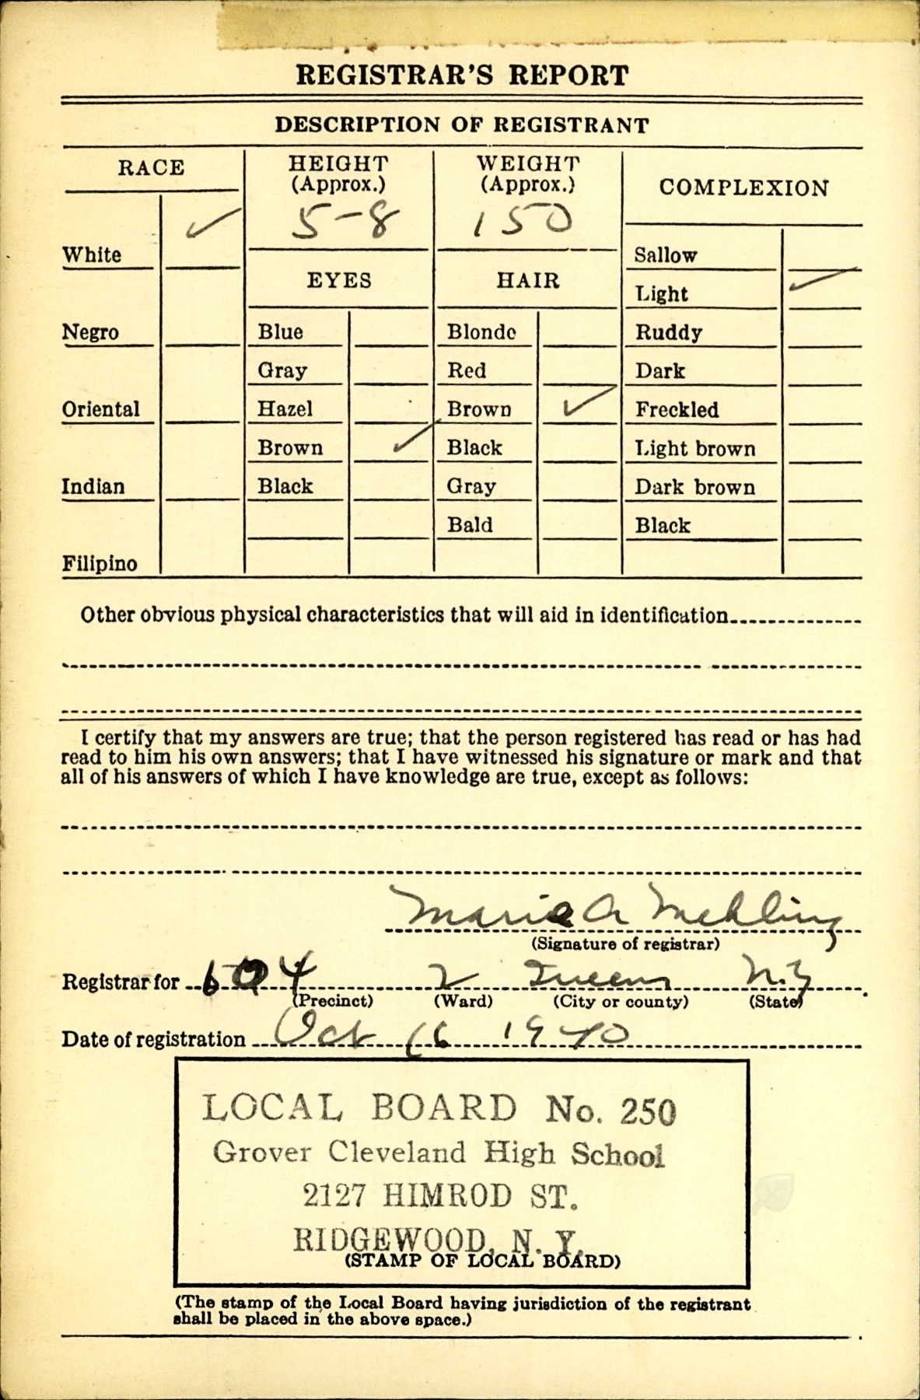 REGISTRAR'S REPORT
DESCRIPTION OF REGISTRANT
RACE
HEIGHT
(Approx.)
5-8
WEIGHT
(Approx.)
150
COMPLEXION
White ✓
Negro
Oriental
Indian
Filipino
EYES
Blue
Gray
Hazel
Brown ✓
Black
HAIR
Blonde
Red
Brown ✓
Black
Gray
Bald
Sallow
Light ✓
Ruddy
Dark
Freckled
Light brown
Dark brown
Black
Other obvious physical characteristics that will aid in identification
I certify that my answers are true; that the person registered has read or has had
read to him his own answers; that I have witnessed his signature or mark and that
all of his answers of which I have knowledge are true, except as follows:
Marie A Mehling
(Signature of registrar)
Registrar for 2 Queens N.Y
(Precinct) (Ward) (City or county) (State)
Date of registration Oct 16 1940
LOCAL BOARD No. 250
Grover Cleveland High School
2127 HIMROD ST.
RIDGEWOOD, N. Y.
(STAMP OF LOCAL BOARD)
(The stamp of the Local Board having jurisdiction of the registrant
shall be placed in the above space.)